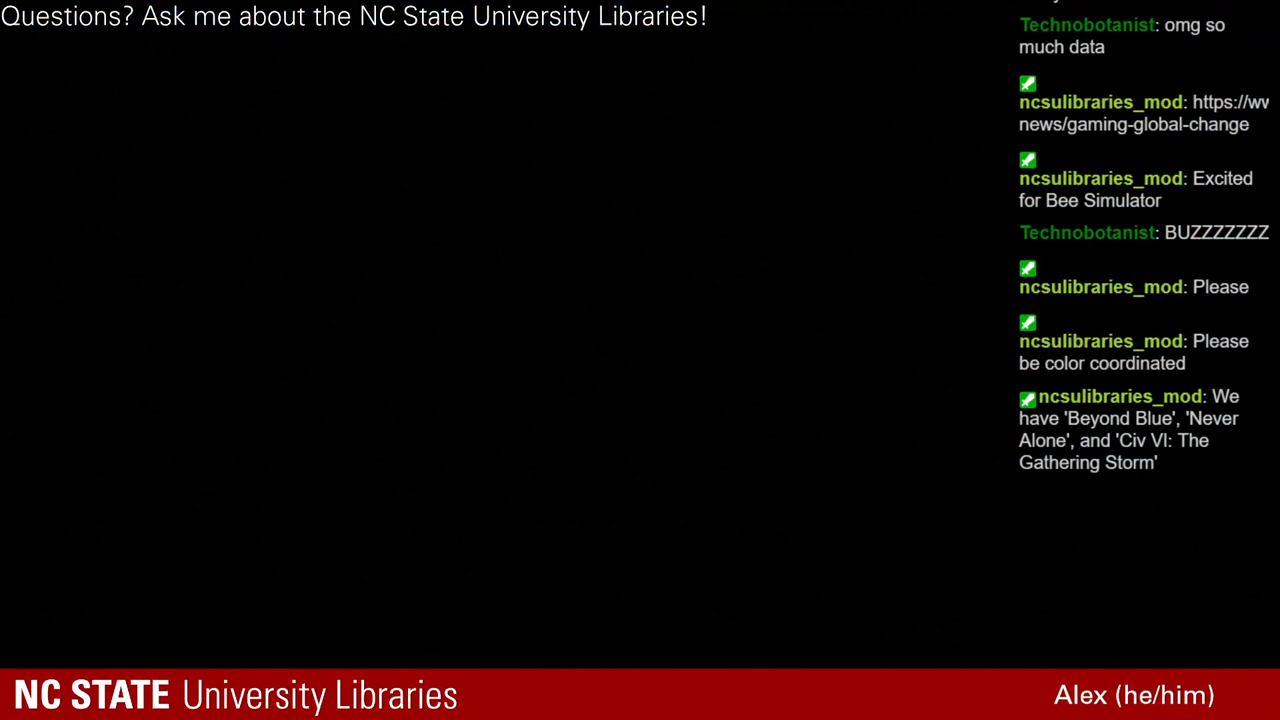 Questions? Ask me about the NC State University Libraries!
Technobotanist: omg so
much data
ncsulibraries_mod: https://
news/gaming-global-change
ncsulibraries_mod: Excited
for Bee Simulator
Technobotanist: BUZZZZZZZ
ncsulibraries_mod: Please
ncsulibraries_mod: Please
be color coordinated
ncsulibraries_mod: We
have 'Beyond Blue', 'Never
Alone', and 'Civ VI: The
Gathering Storm'
NC STATE University Libraries
Alex (he/him)